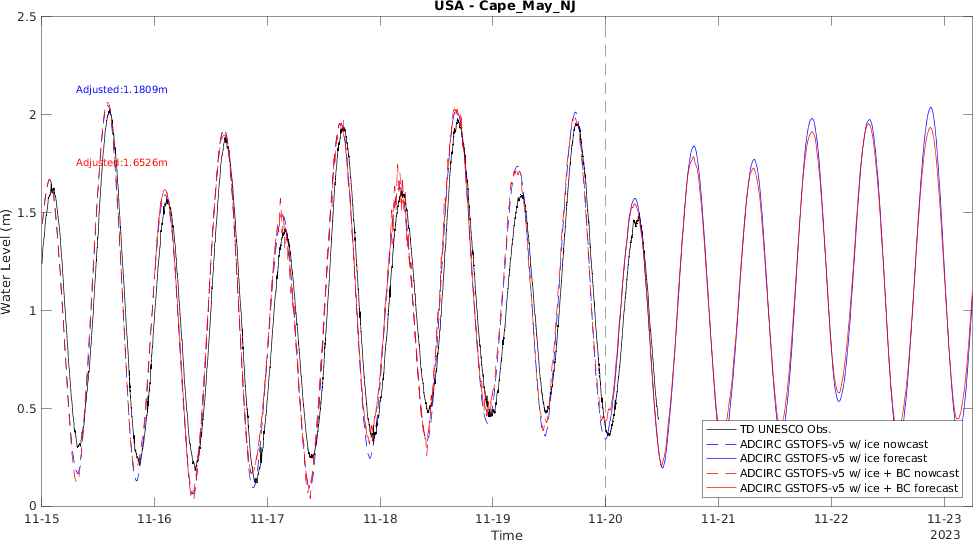 USA - Cape_May_NJ
2.5
2
1.5
1
0.5
0
Water Level (m)
Adjusted:1.1809m
Adjusted:1.6526m
TD UNESCO Obs.
ADCIRC GSTOFS-v5 w/ ice nowcast
ADCIRC GSTOFS-v5 w/ ice forecast
ADCIRC GSTOFS-v5 w/ ice + BC nowcast
ADCIRC GSTOFS-v5 w/ ice + BC forecast
11-15 11-16 11-17 11-18 11-19 11-20 11-21 11-22 11-23
Time
2023